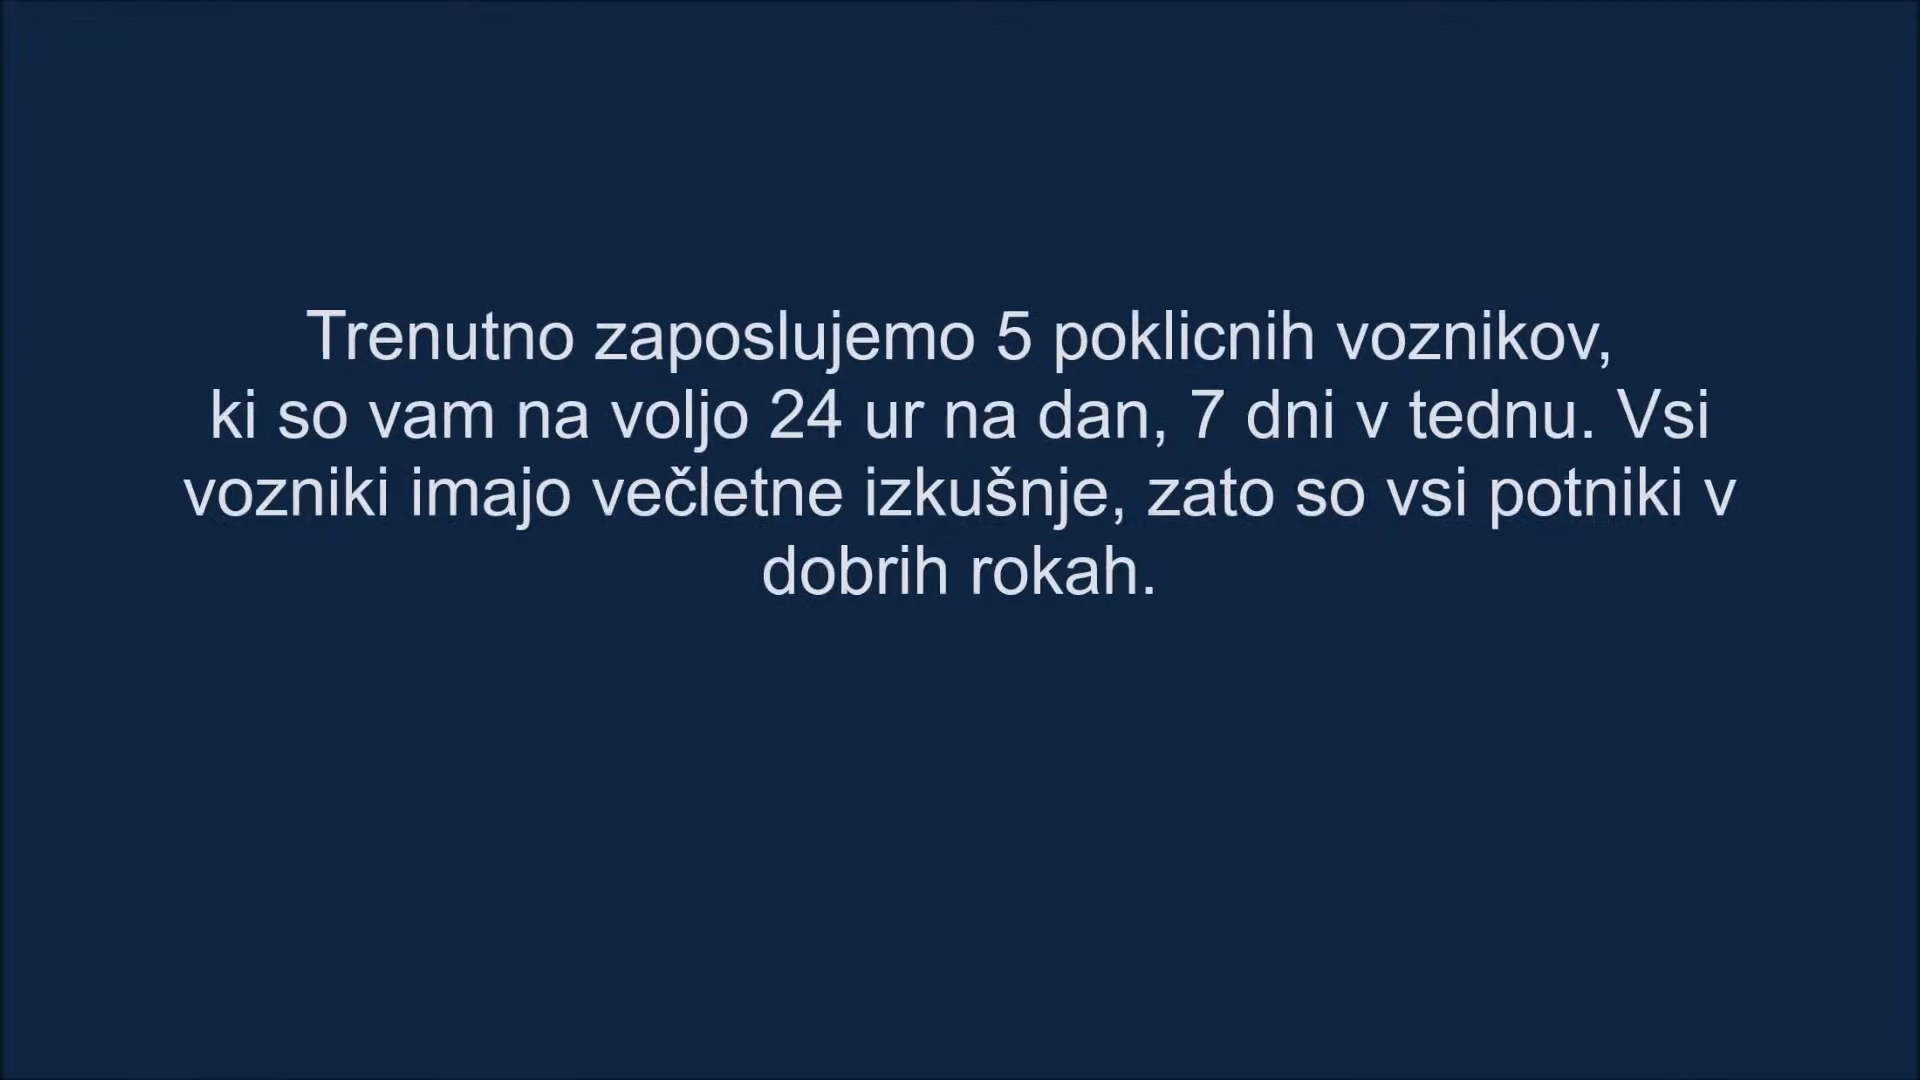 Trenutno zaposlujemo 5 poklicnih voznikov,
ki so vam na voljo 24 ur na dan, 7 dni v tednu. Vsi
vozniki imajo večletne izkušnje, zato so vsi potniki v
dobrih rokah.